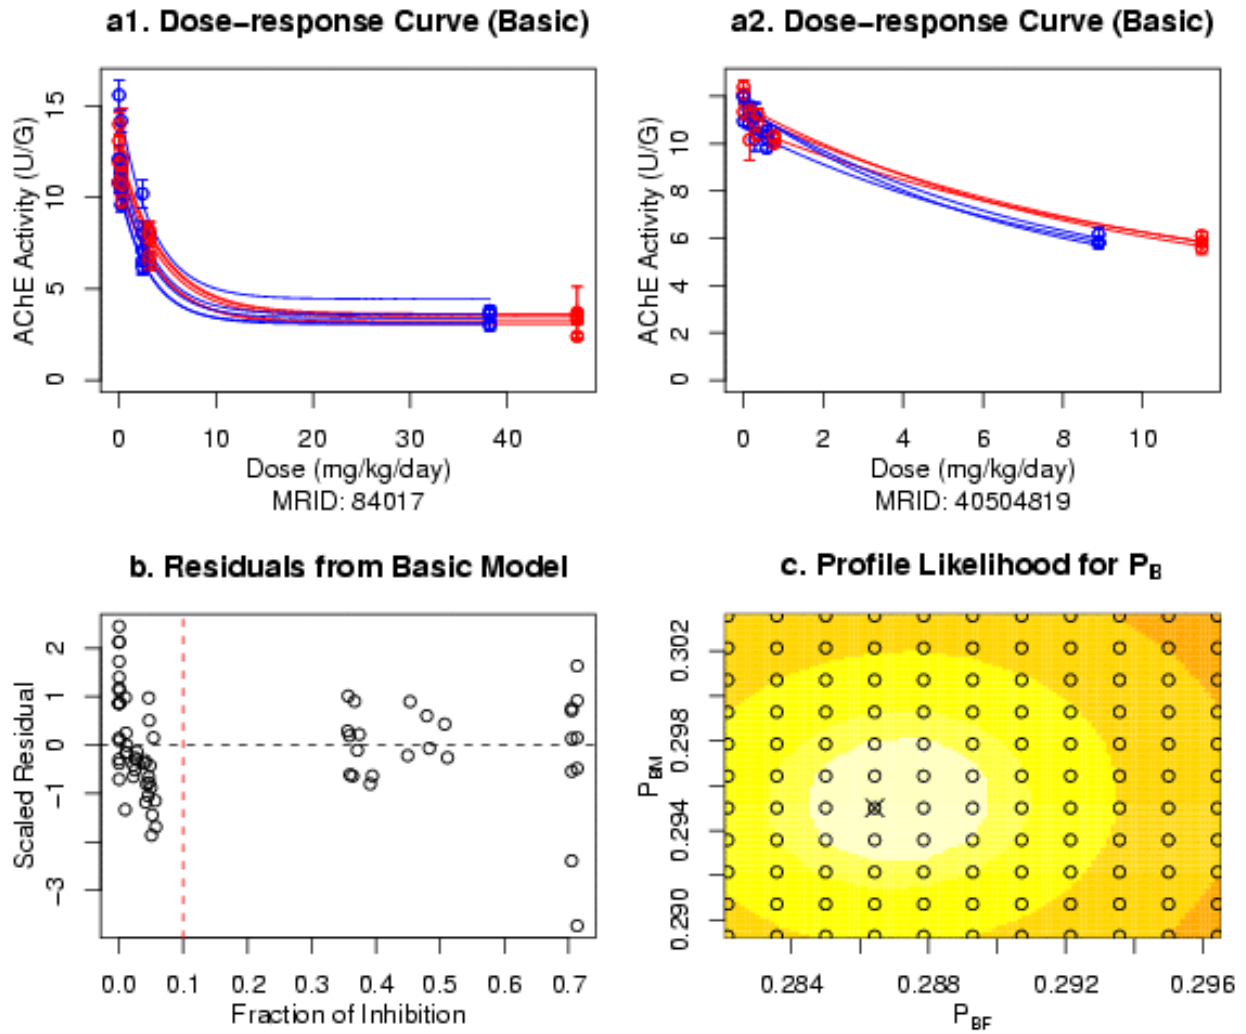 a1. Dose-response Curve (Basic)
AChE Activity (U/G)
15
10
5
0
0 10 20 30 40
Dose (mg/kg/day)
MRID: 84017
a2. Dose-response Curve (Basic)
AChE Activity (U/G)
10
8
6
4
2
0
0 2 4 6 8 10
Dose (mg/kg/day)
MRID: 40504819
b. Residuals from Basic Model
Scaled Residual
2
1
0
-1
-3
0.0 0.1 0.2 0.3 0.4 0.5 0.6 0.7
Fraction of Inhibition
c. Profile Likelihood for P_B
P_BM
0.302
0.298
0.294
0.290
0.284 0.288 0.292 0.296
P_BF